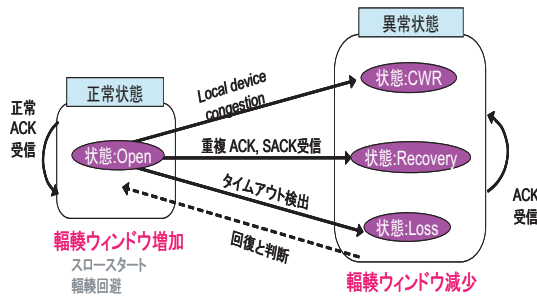 異常状態
正常状態
状態:CWR
Local device
congestion
正常
ACK
受信
状態:Open
重複 ACK, SACK受信
状態:Recovery
タイムアウト検出
ACK
受信
状態:Loss
回復と判断
輻輳ウィンドウ増加
スロースタート
輻輳回避
輻輳ウィンドウ減少